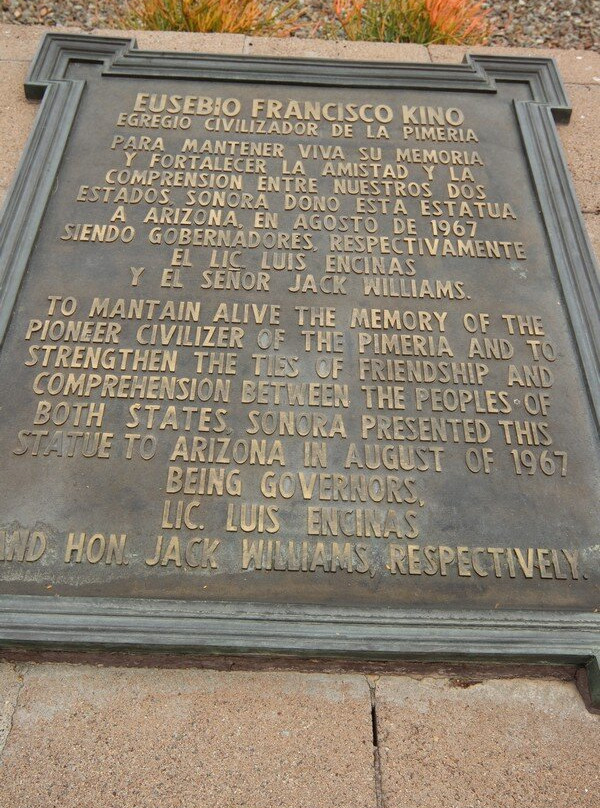 EUSEBIO FRANCISCO KINO
EGREGIO CIVILIZADOR DE LA PIMERIA
PARA MANTENER VIVA SU MEMORIA
Y FORTALECER LA AMISTAD Y LA
COMPRENSION ENTRE NUESTROS DOS
ESTADOS, SONORA DONO ESTA ESTATUA
A ARIZONA, EN AGOSTO DE 1967
SIENDO GOBERNADORES, RESPECTIVAMENTE
EL LIC. LUIS ENCINAS
Y EL SEÑOR JACK WILLIAMS.
TO MANTAIN ALIVE THE MEMORY OF THE
PIONEER CIVILIZER OF THE PIMERIA AND TO
STRENGTHEN THE TIES OF FRIENDSHIP AND
COMPREHENSION BETWEEN THE PEOPLES OF
BOTH STATES, SONORA PRESENTED THIS
STATUE TO ARIZONA IN AUGUST OF 1967
BEING GOVERNORS,
LIC. LUIS ENCINAS
AND HON. JACK WILLIAMS, RESPECTIVELY.